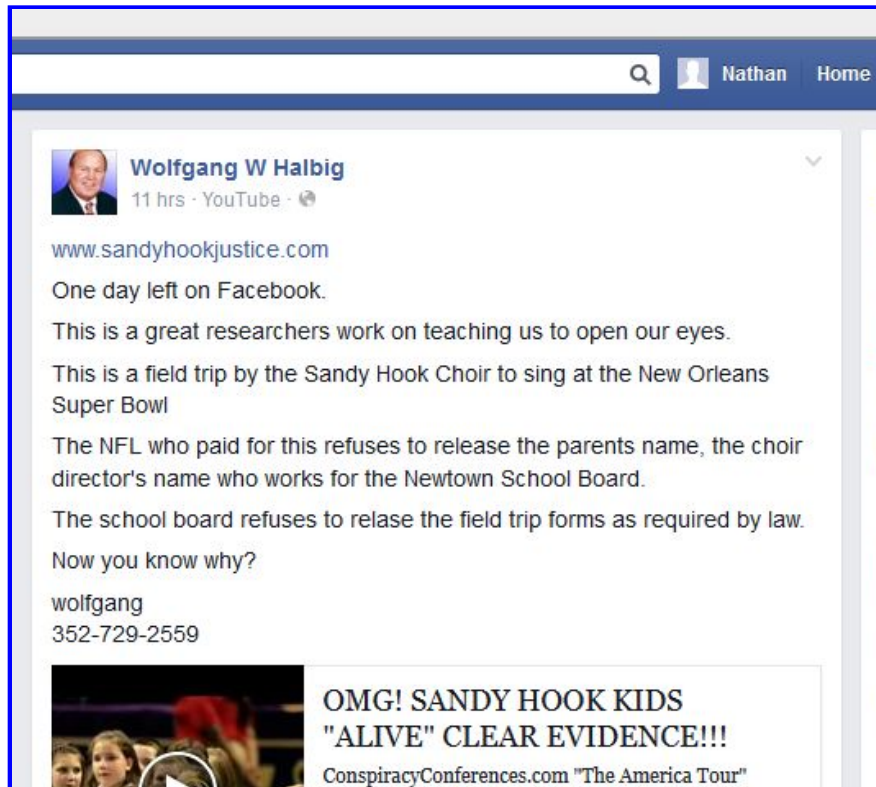 Nathan Home
Wolfgang W Halbig
11 hrs · YouTube ·
www.sandyhookjustice.com
One day left on Facebook.
This is a great researchers work on teaching us to open our eyes.
This is a field trip by the Sandy Hook Choir to sing at the New Orleans
Super Bowl
The NFL who paid for this refuses to release the parents name, the choir
director's name who works for the Newtown School Board.
The school board refuses to relase the field trip forms as required by law.
Now you know why?
wolfgang
352-729-2559
OMG! SANDY HOOK KIDS
"ALIVE" CLEAR EVIDENCE!!!
ConspiracyConferences.com "The America Tour"